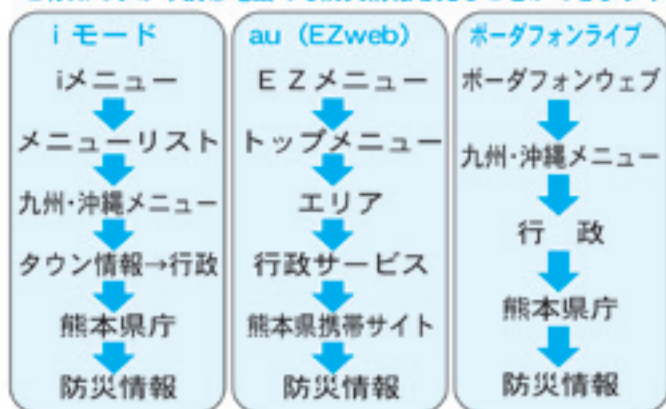 iモード
iメニュー
メニューリスト
九州・沖縄メニュー
タウン情報→行政
熊本県庁
防災情報
au（EZweb）
ＥＺメニュー
トップメニュー
エリア
行政サービス
熊本県携帯サイト
防災情報
ボーダフォンライブ
ボーダフォンウェブ
九州・沖縄メニュー
行　政
熊本県庁
防災情報